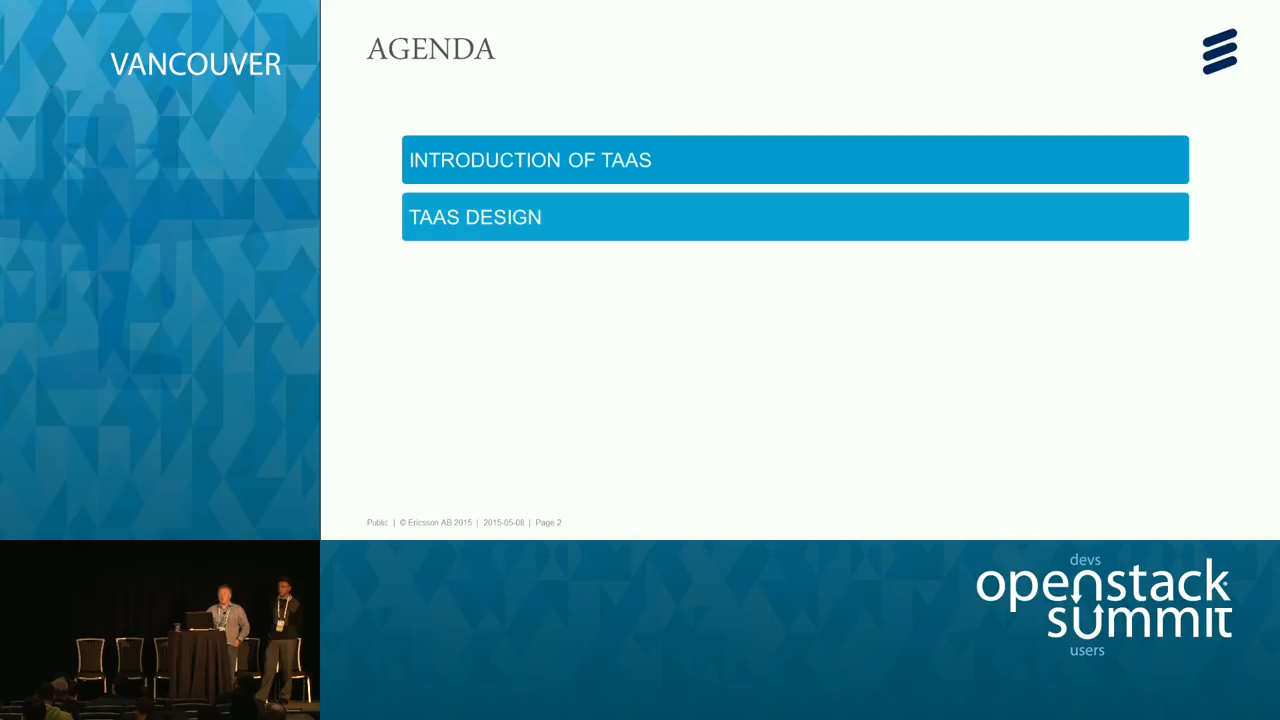 VANCOUVER
AGENDA
INTRODUCTION OF TAAS
TAAS DESIGN
Public | © Ericsson AB 2015 | 2015-05-08 | Page 2
devs
openstack
summit
users